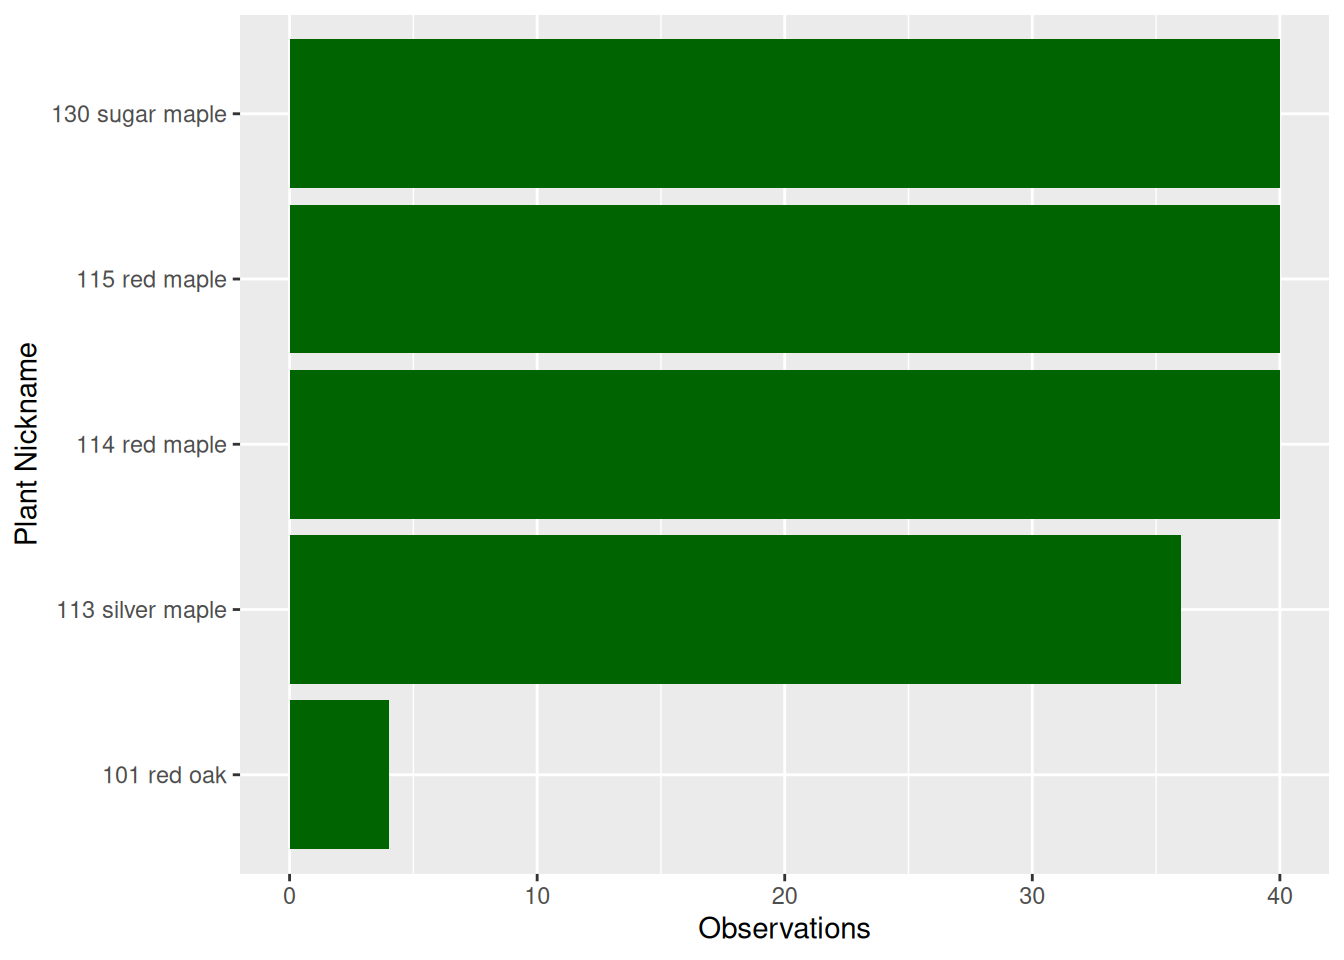 130 sugar maple
115 red maple
114 red maple
113 silver maple
101 red oak
Plant Nickname
0 10 20 30 40
Observations